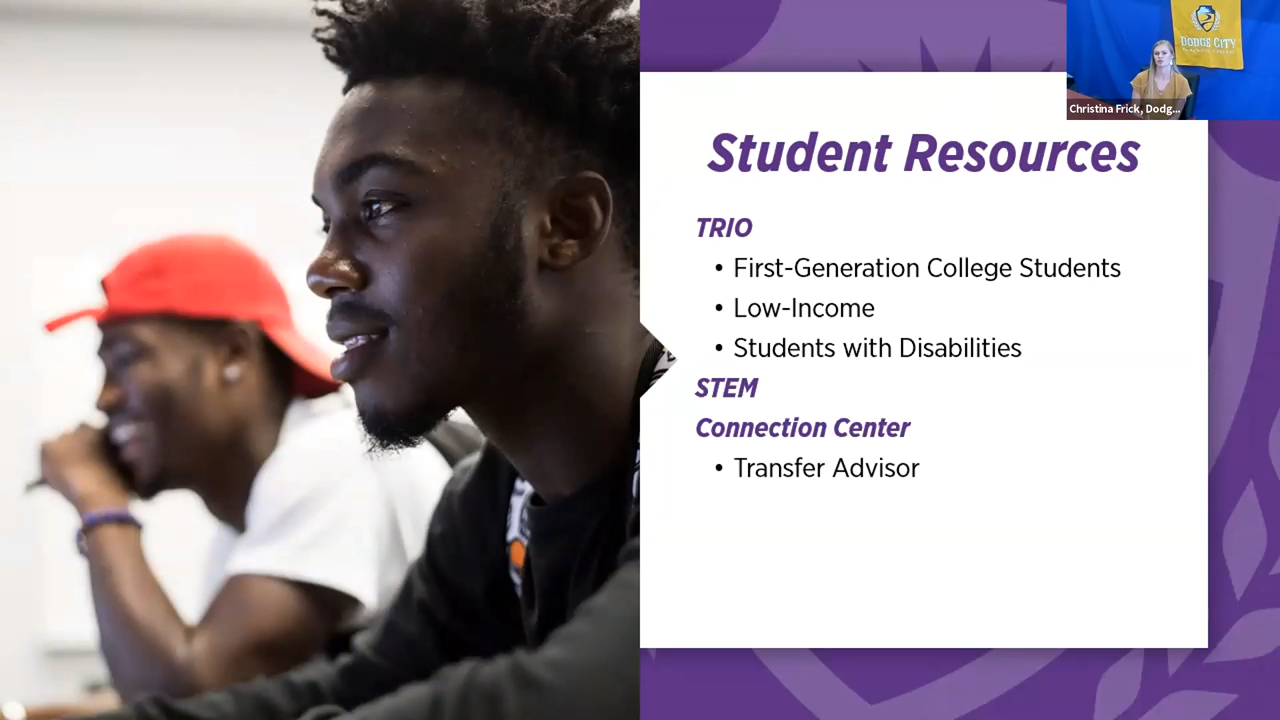 DODGE CITY
Christina Frick, Dodg...
Student Resources
TRIO
• First-Generation College Students
• Low-Income
• Students with Disabilities
STEM
Connection Center
• Transfer Advisor